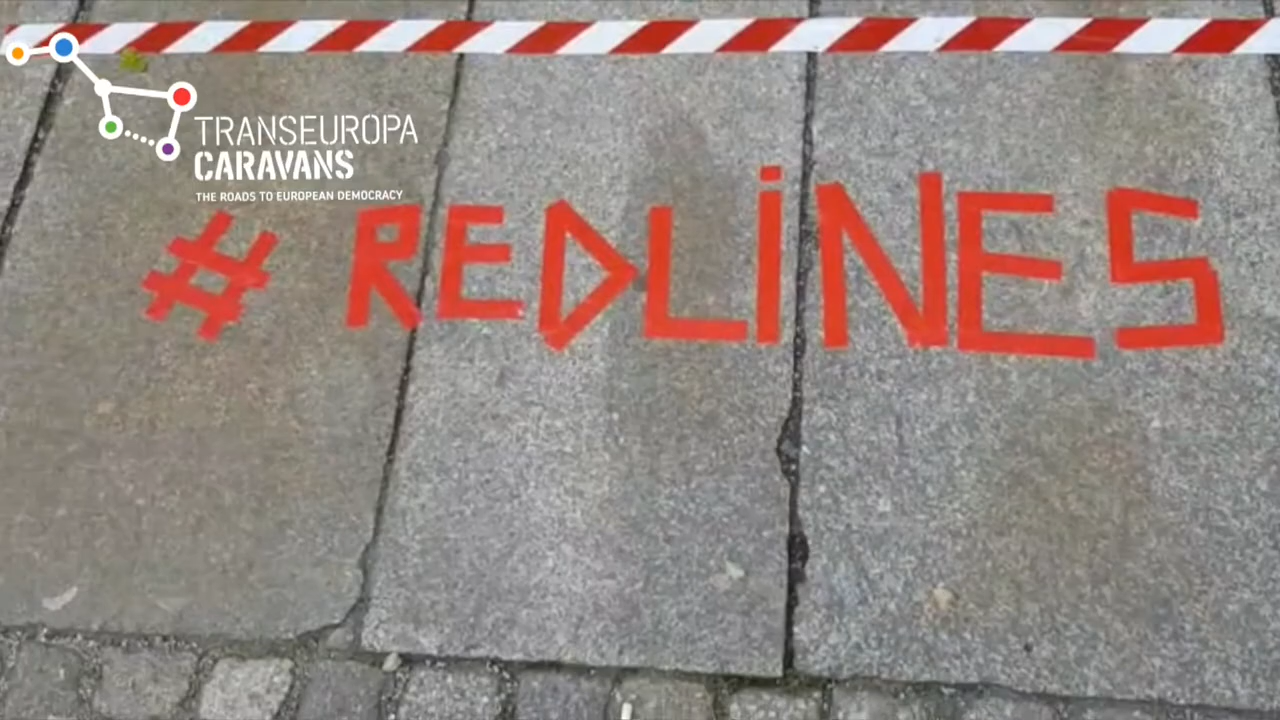 TRANSEUROPA
CARAVANS
THE ROADS TO EUROPEAN DEMOCRACY
# REDLiNES